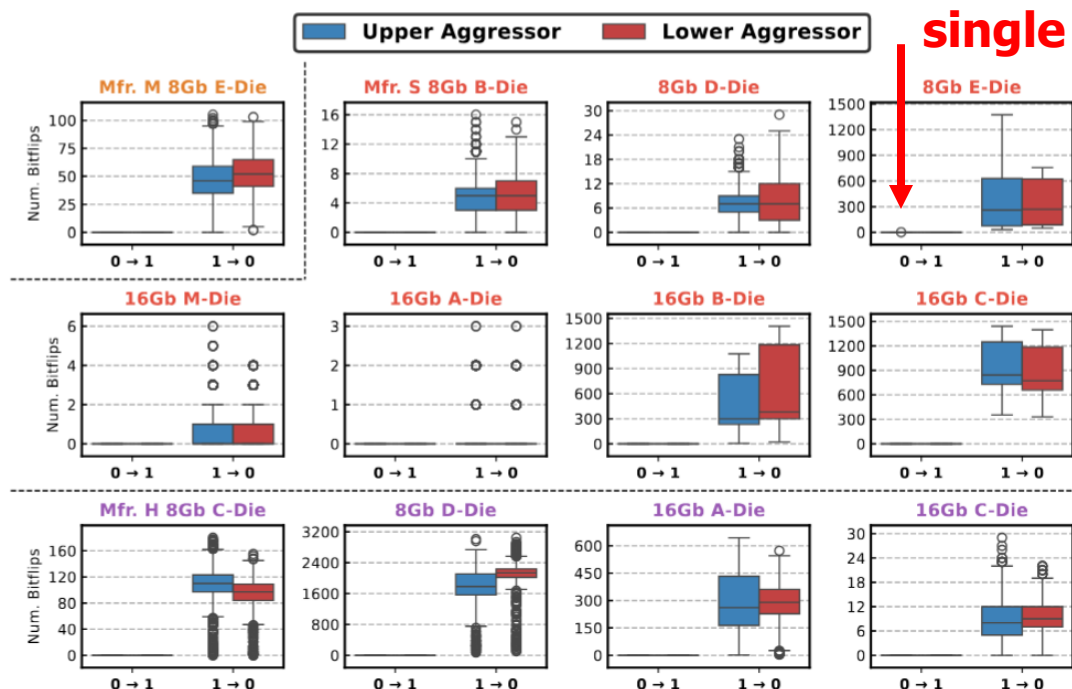 Upper Aggressor Lower Aggressor
single
Mfr. M 8Gb E-Die
Mfr. S 8Gb B-Die
8Gb D-Die
8Gb E-Die
Num. Bitflips
100
75
50
25
0
0 → 1 1 → 0
16
12
8
4
0
0 → 1 1 → 0
30
24
18
12
6
0
0 → 1 1 → 0
1500
1200
900
600
300
0
0 → 1 1 → 0
16Gb M-Die
16Gb A-Die
16Gb B-Die
16Gb C-Die
Num. Bitflips
6
4
2
0
0 → 1 1 → 0
3
2
1
0
0 → 1 1 → 0
1500
1200
900
600
300
0
0 → 1 1 → 0
1500
1200
900
600
300
0
0 → 1 1 → 0
Mfr. H 8Gb C-Die
8Gb D-Die
16Gb A-Die
16Gb C-Die
Num. Bitflips
160
120
80
40
0
0 → 1 1 → 0
3200
2400
1600
800
0
0 → 1 1 → 0
600
450
300
150
0
0 → 1 1 → 0
30
24
18
12
6
0
0 → 1 1 → 0